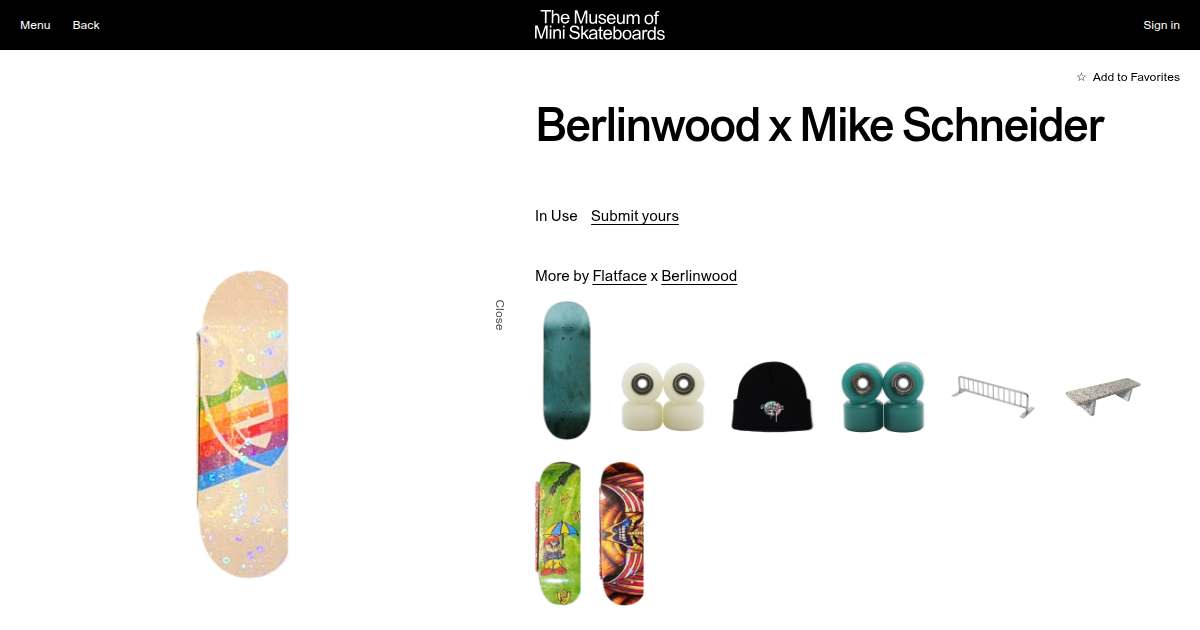 Menu Back
The Museum of
Mini Skateboards
Sign in
☆ Add to Favorites
Berlinwood x Mike Schneider
In Use Submit yours
More by Flatface x Berlinwood
Close